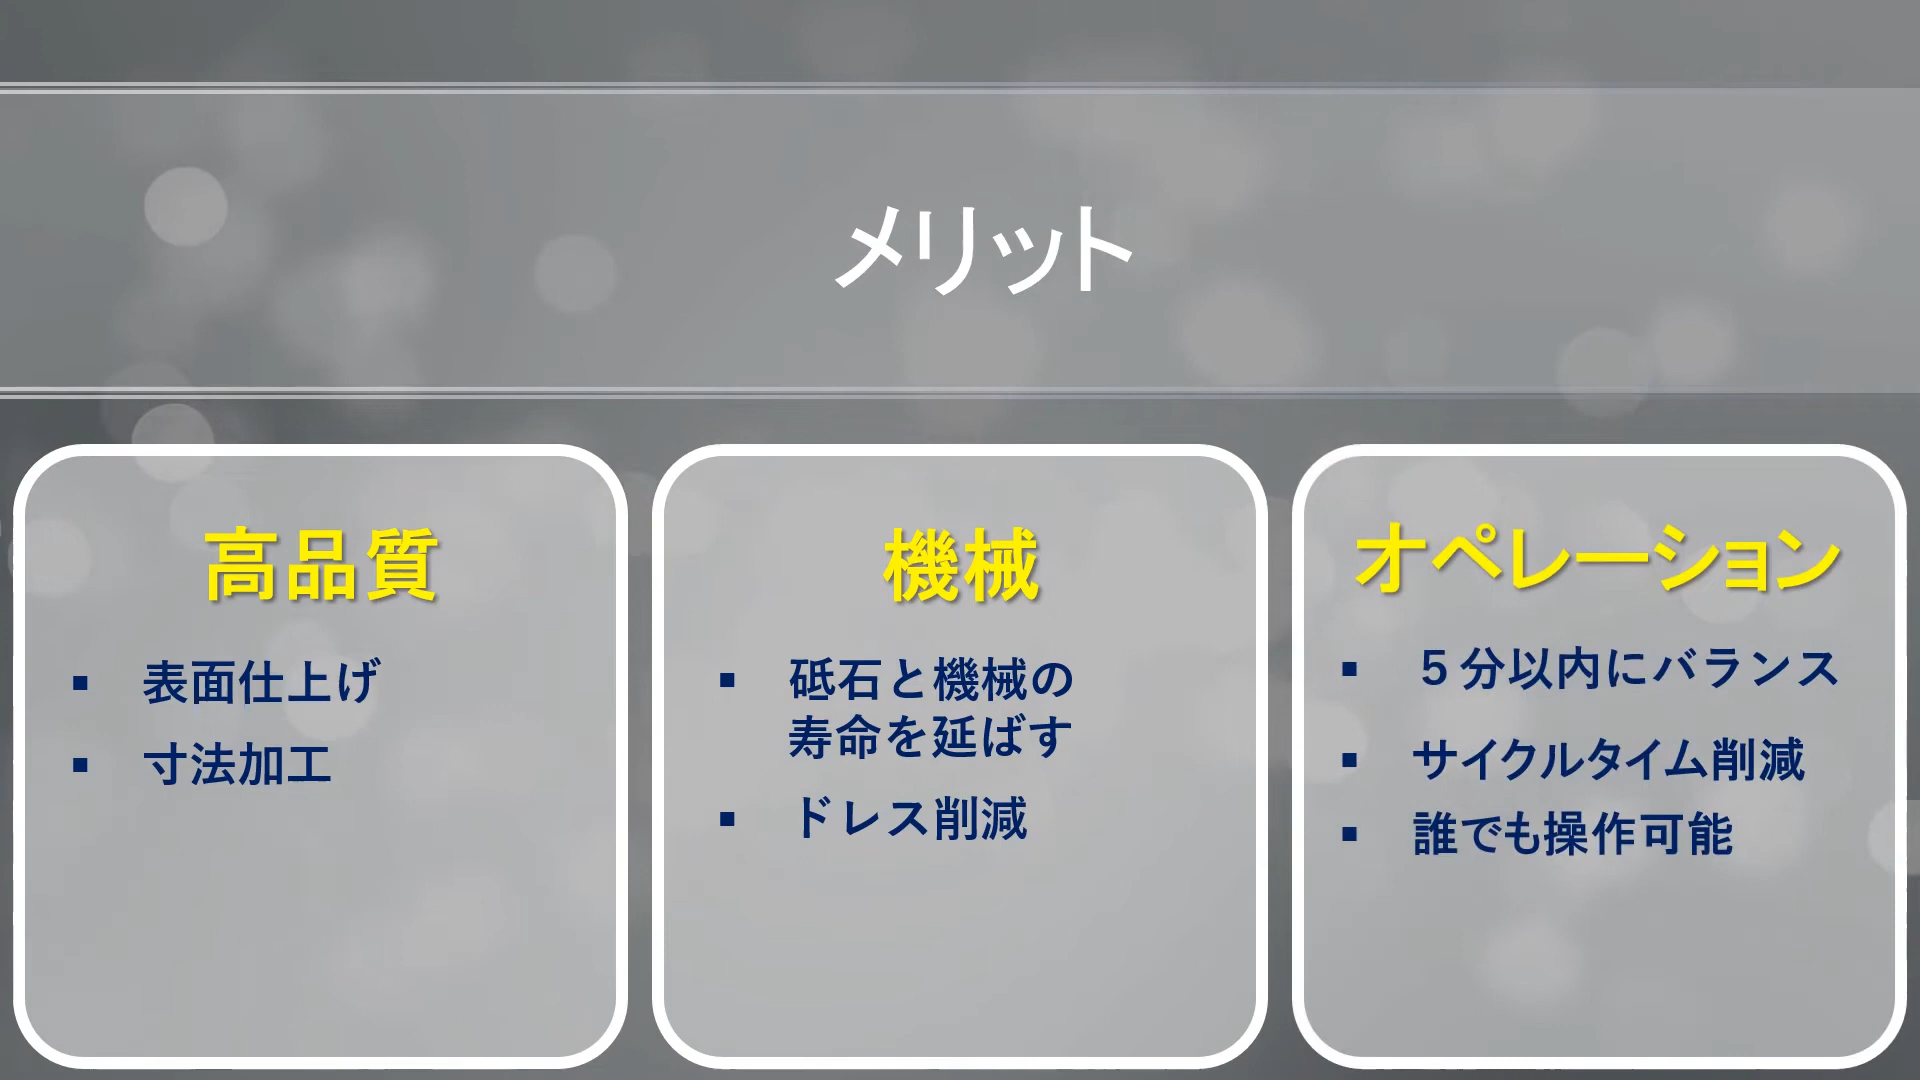 メリット
高品質
▪ 表面仕上げ
▪ 寸法加工
機械
▪ 砥石と機械の
寿命を延ばす
▪ ドレス削減
オペレーション
▪ 5 分以内にバランス
▪ サイクルタイム削減
▪ 誰でも操作可能